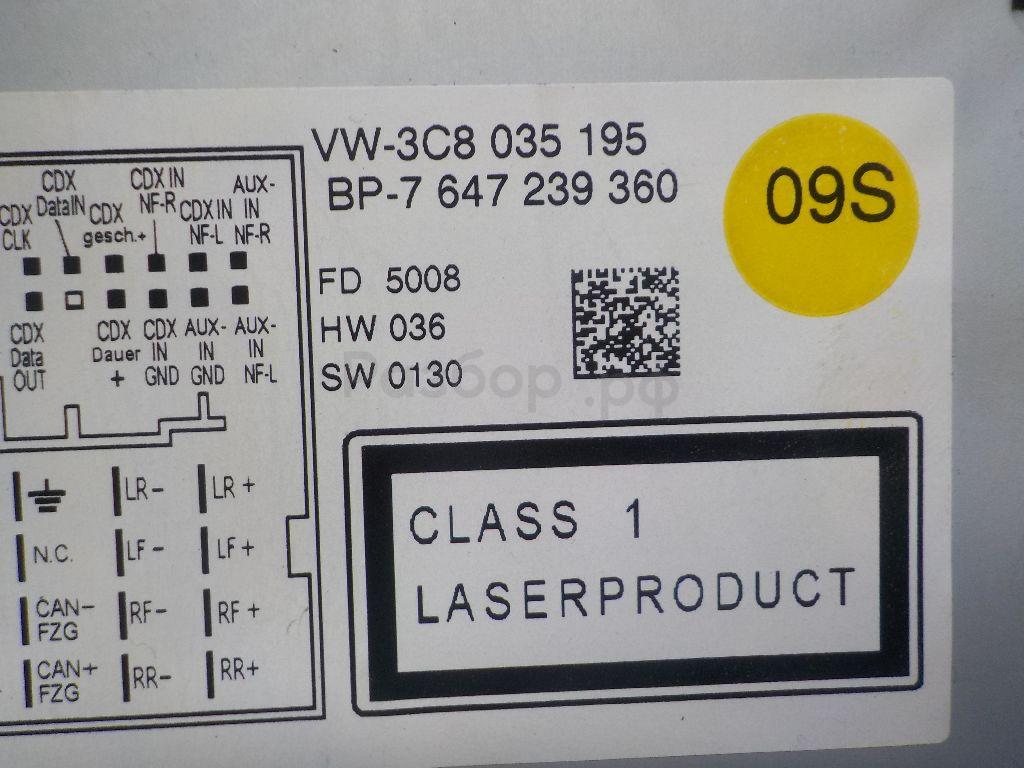 VW-3C8 035 195
BP-7 647 239 360
09S
CDX
CLK
CDX
DataIN
CDX
gesch.+
CDX IN
NF-R
CDX IN
NF-L
AUX-
IN
NF-R
CDX
Data
OUT
CDX
Dauer
+
CDX
IN
GND
AUX-
IN
GND
AUX-
IN
NF-L
FD 5008
HW 036
SW 0130
Разбор.рф
LR- LR+
N.C. LF- LF+
CAN-
FZG
RF- RF+
CAN+
FZG
RR- RR+
CLASS 1
LASERPRODUCT